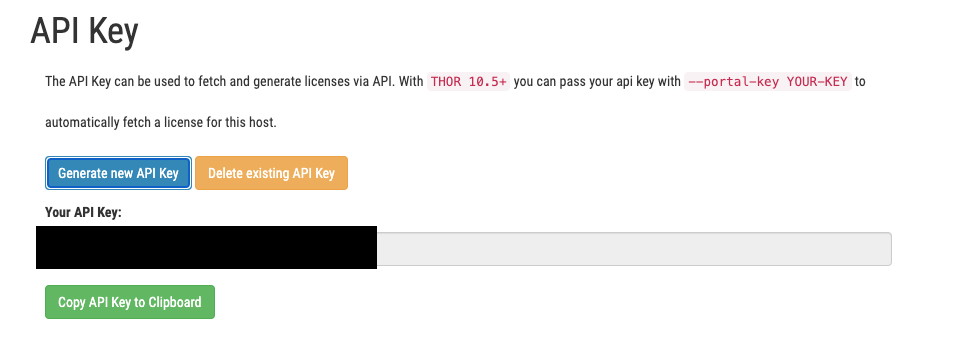 API Key
The API Key can be used to fetch and generate licenses via API. With THOR 10.5+ you can pass your api key with --portal-key YOUR-KEY to
automatically fetch a license for this host.
Generate new API Key Delete existing API Key
Your API Key:
Copy API Key to Clipboard